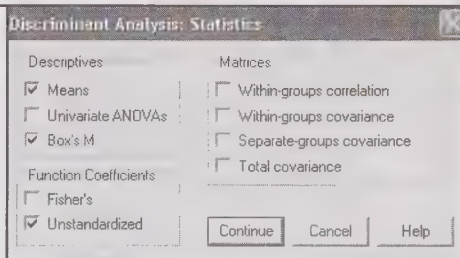 Discriminant Analysis: Statistics
Descriptives
Means
Univariate ANOVAs
Box's M
Function Coefficients
Fisher's
Unstandardized
Matrices
Within-groups correlation
Within-groups covariance
Separate-groups covariance
Total covariance
Continue
Cancel
Help